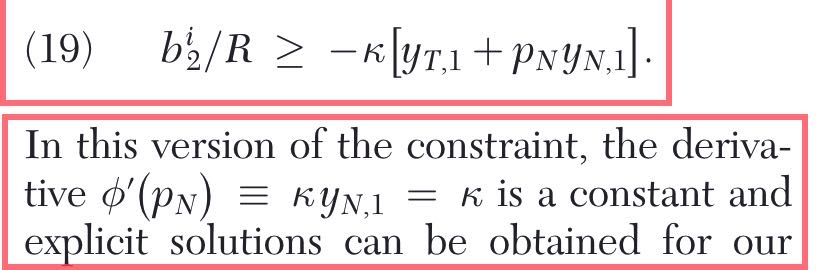 (19) b₂ⁱ/R ≥ −κ[y_{T,1} + p_N y_{N,1}].
In this version of the constraint, the deriva-
tive ϕ′(p_N) ≡ κy_{N,1} = κ is a constant and
explicit solutions can be obtained for our